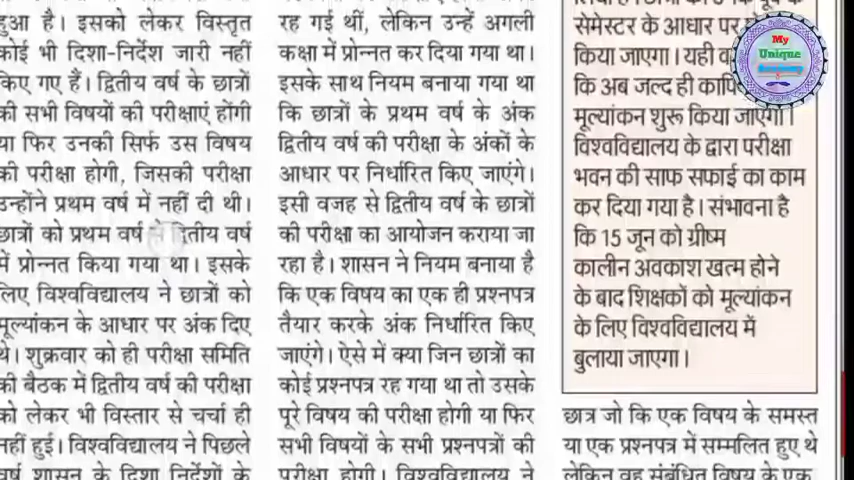 हुआ है। इसको लेकर विस्तृत
कोई भी दिशा-निर्देश जारी नहीं
किए गए हैं। द्वितीय वर्ष के छात्रों
की सभी विषयों की परीक्षाएं होंगी
या फिर उनकी सिर्फ उस विषय
की परीक्षा होगी, जिसकी परीक्षा
उन्होंने प्रथम वर्ष में नहीं दी थी।
छात्रों को प्रथम वर्ष से द्वितीय वर्ष
में प्रोन्नत किया गया था। इसके
लिए विश्वविद्यालय ने छात्रों को
मूल्यांकन के आधार पर अंक दिए
थे। शुक्रवार को ही परीक्षा समिति
की बैठक में द्वितीय वर्ष की परीक्षा
को लेकर भी विस्तार से चर्चा ही
नहीं हुई। विश्वविद्यालय ने पिछले
वर्ष शासन के दिशा निर्देशों के
रह गई थीं, लेकिन उन्हें अगली
कक्षा में प्रोन्नत कर दिया गया था।
इसके साथ नियम बनाया गया था
कि छात्रों के प्रथम वर्ष के अंक
द्वितीय वर्ष की परीक्षा के अंकों के
आधार पर निर्धारित किए जाएंगे।
इसी वजह से द्वितीय वर्ष के छात्रों
की परीक्षा का आयोजन कराया जा
रहा है। शासन ने नियम बनाया है
कि एक विषय का एक ही प्रश्नपत्र
तैयार करके अंक निर्धारित किए
जाएंगे। ऐसे में क्या जिन छात्रों का
कोई प्रश्नपत्र रह गया था तो उसके
पूरे विषय की परीक्षा होगी या फिर
सभी विषयों के सभी प्रश्नपत्रों की
परीक्षा होगी। विश्वविद्यालय ने
सेमेस्टर के आधार पर
किया जाएगा। यही
कि अब जल्द ही
मूल्यांकन शुरू किया जाएगा।
विश्वविद्यालय के द्वारा परीक्षा
भवन की साफ सफाई का काम
कर दिया गया है। संभावना है
कि 15 जून को ग्रीष्म
कालीन अवकाश खत्म होने
के बाद शिक्षकों को मूल्यांकन
के लिए विश्वविद्यालय में
बुलाया जाएगा।
छात्र जो कि एक विषय के समस्त
या एक प्रश्नपत्र में सम्मलित हुए थे
लेकिन वह संबंधित विषय के एक
My
Unique